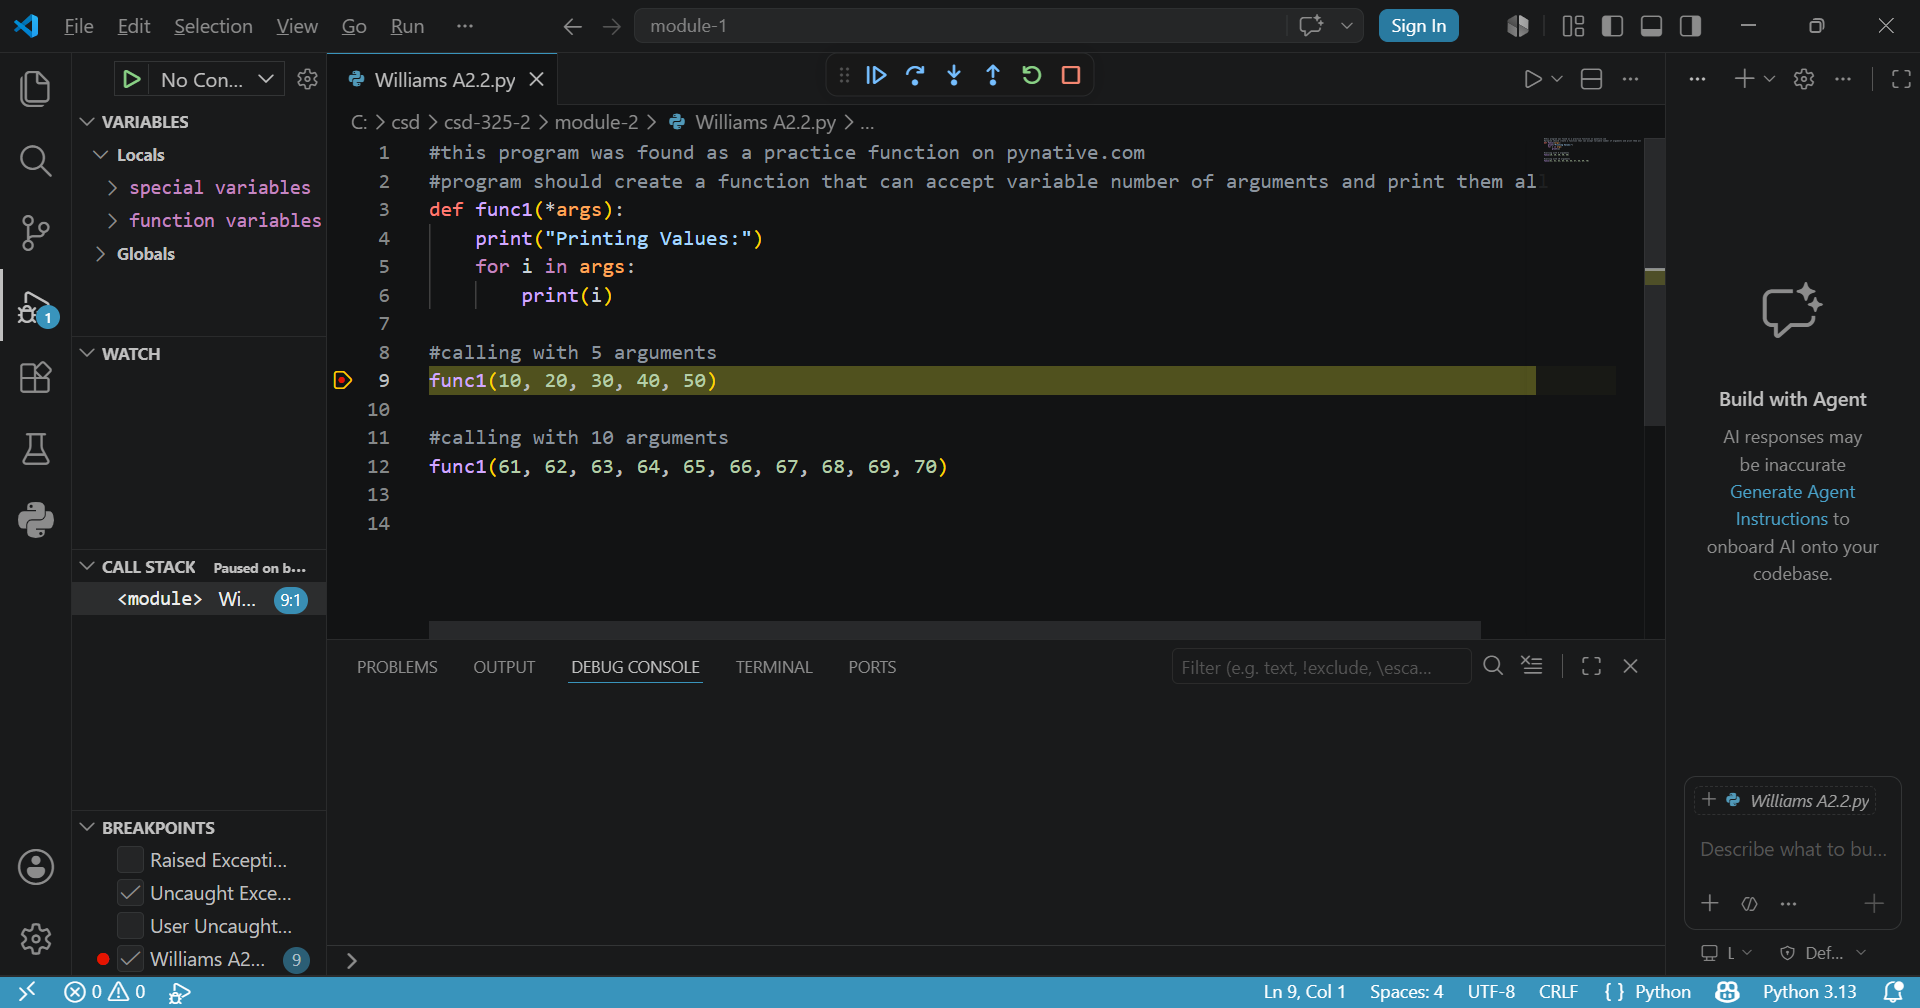 File Edit Selection View Go Run ··· module-1 Sign In
No Con...
Williams A2.2.py
VARIABLES
Locals
special variables
function variables
Globals
WATCH
CALL STACK Paused on b...
<module> Wi... 9:1
BREAKPOINTS
Raised Excepti...
Uncaught Exce...
User Uncaught...
Williams A2... 9
1
C: > csd > csd-325-2 > module-2 > Williams A2.2.py > ...
1 #this program was found as a practice function on pynative.com
2 #program should create a function that can accept variable number of arguments and print them al
3 def func1(*args):
4     print("Printing Values:")
5     for i in args:
6         print(i)
7
8 #calling with 5 arguments
9 func1(10, 20, 30, 40, 50)
10
11 #calling with 10 arguments
12 func1(61, 62, 63, 64, 65, 66, 67, 68, 69, 70)
13
14
PROBLEMS OUTPUT DEBUG CONSOLE TERMINAL PORTS Filter (e.g. text, !exclude, \esca...
Build with Agent
AI responses may
be inaccurate
Generate Agent
Instructions to
onboard AI onto your
codebase.
Williams A2.2.py
Describe what to bu...
L Def...
0 0 Ln 9, Col 1 Spaces: 4 UTF-8 CRLF { } Python Python 3.13